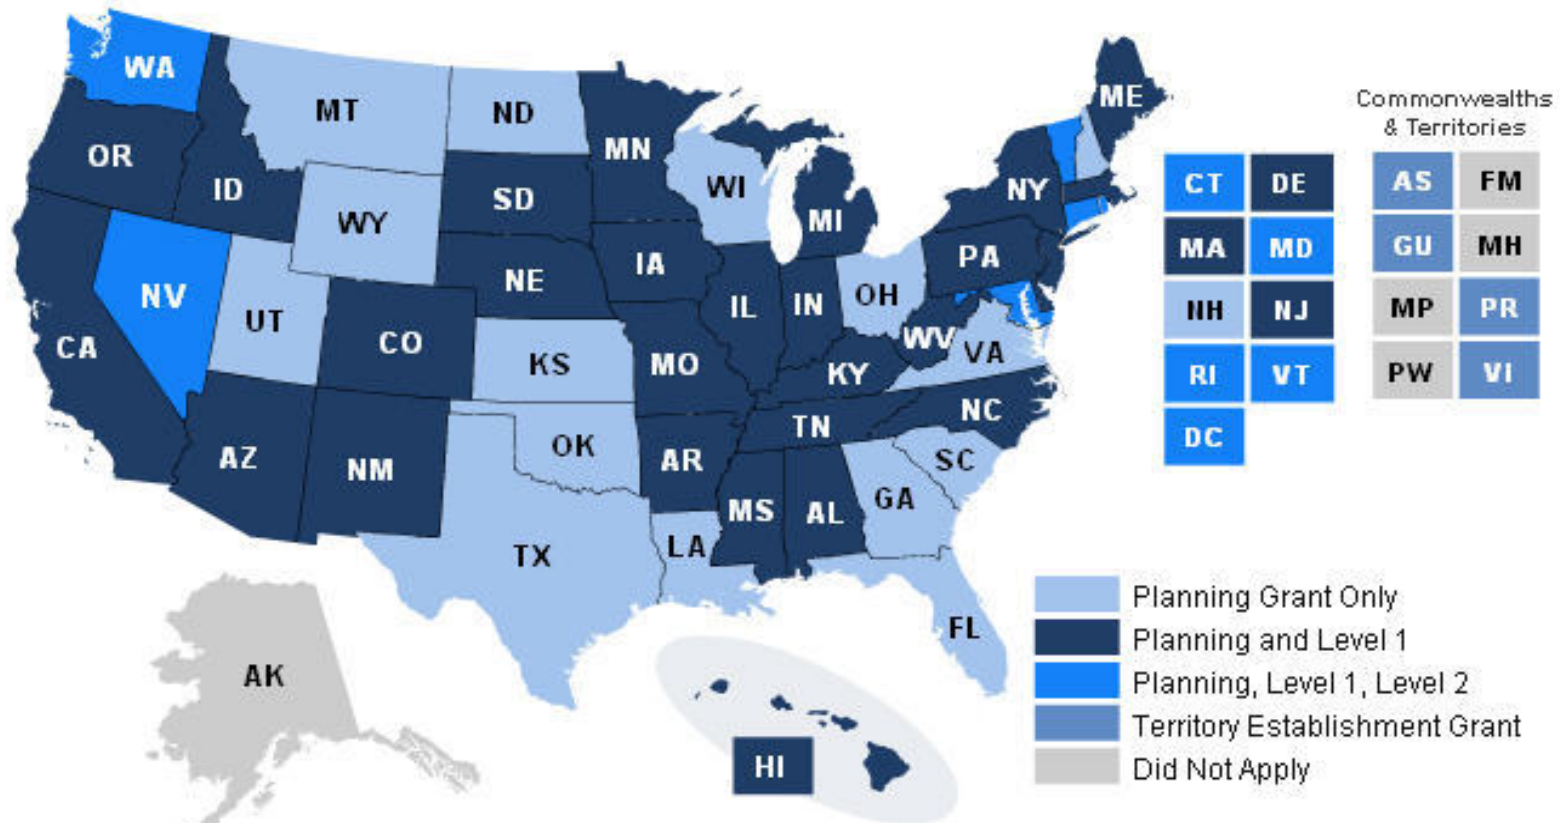 WA
MT
ND
MN
ME
OR
ID
SD
WI
NY
MI
WY
IA
PA
NE
NV
UT
CO
IL
IN
OH
WV
VA
CA
KS
MO
KY
NC
TN
AZ
NM
OK
AR
SC
MS
AL
GA
TX
LA
FL
AK
HI
CT DE
MA MD
NH NJ
RI VT
DC
Commonwealths
& Territories
AS FM
GU MH
MP PR
PW VI
Planning Grant Only
Planning and Level 1
Planning, Level 1, Level 2
Territory Establishment Grant
Did Not Apply